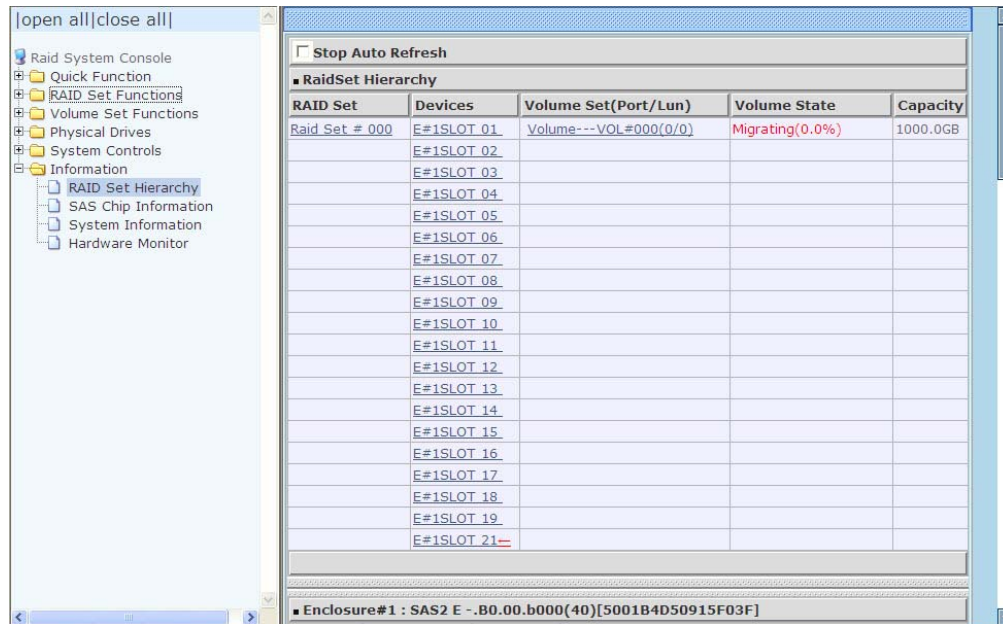 |open all|close all|
Raid System Console
Quick Function
RAID Set Functions
Volume Set Functions
Physical Drives
System Controls
Information
RAID Set Hierarchy
SAS Chip Information
System Information
Hardware Monitor
Stop Auto Refresh
RaidSet Hierarchy
RAID Set Devices Volume Set(Port/Lun) Volume State Capacity
Raid Set # 000 E#1SLOT 01 Volume---VOL#000(0/0) Migrating(0.0%) 1000.0GB
E#1SLOT 02
E#1SLOT 03
E#1SLOT 04
E#1SLOT 05
E#1SLOT 06
E#1SLOT 07
E#1SLOT 08
E#1SLOT 09
E#1SLOT 10
E#1SLOT 11
E#1SLOT 12
E#1SLOT 13
E#1SLOT 14
E#1SLOT 15
E#1SLOT 16
E#1SLOT 17
E#1SLOT 18
E#1SLOT 19
E#1SLOT 21←
Enclosure#1 : SAS2 E -.B0.00.b000(40)[5001B4D50915F03F]